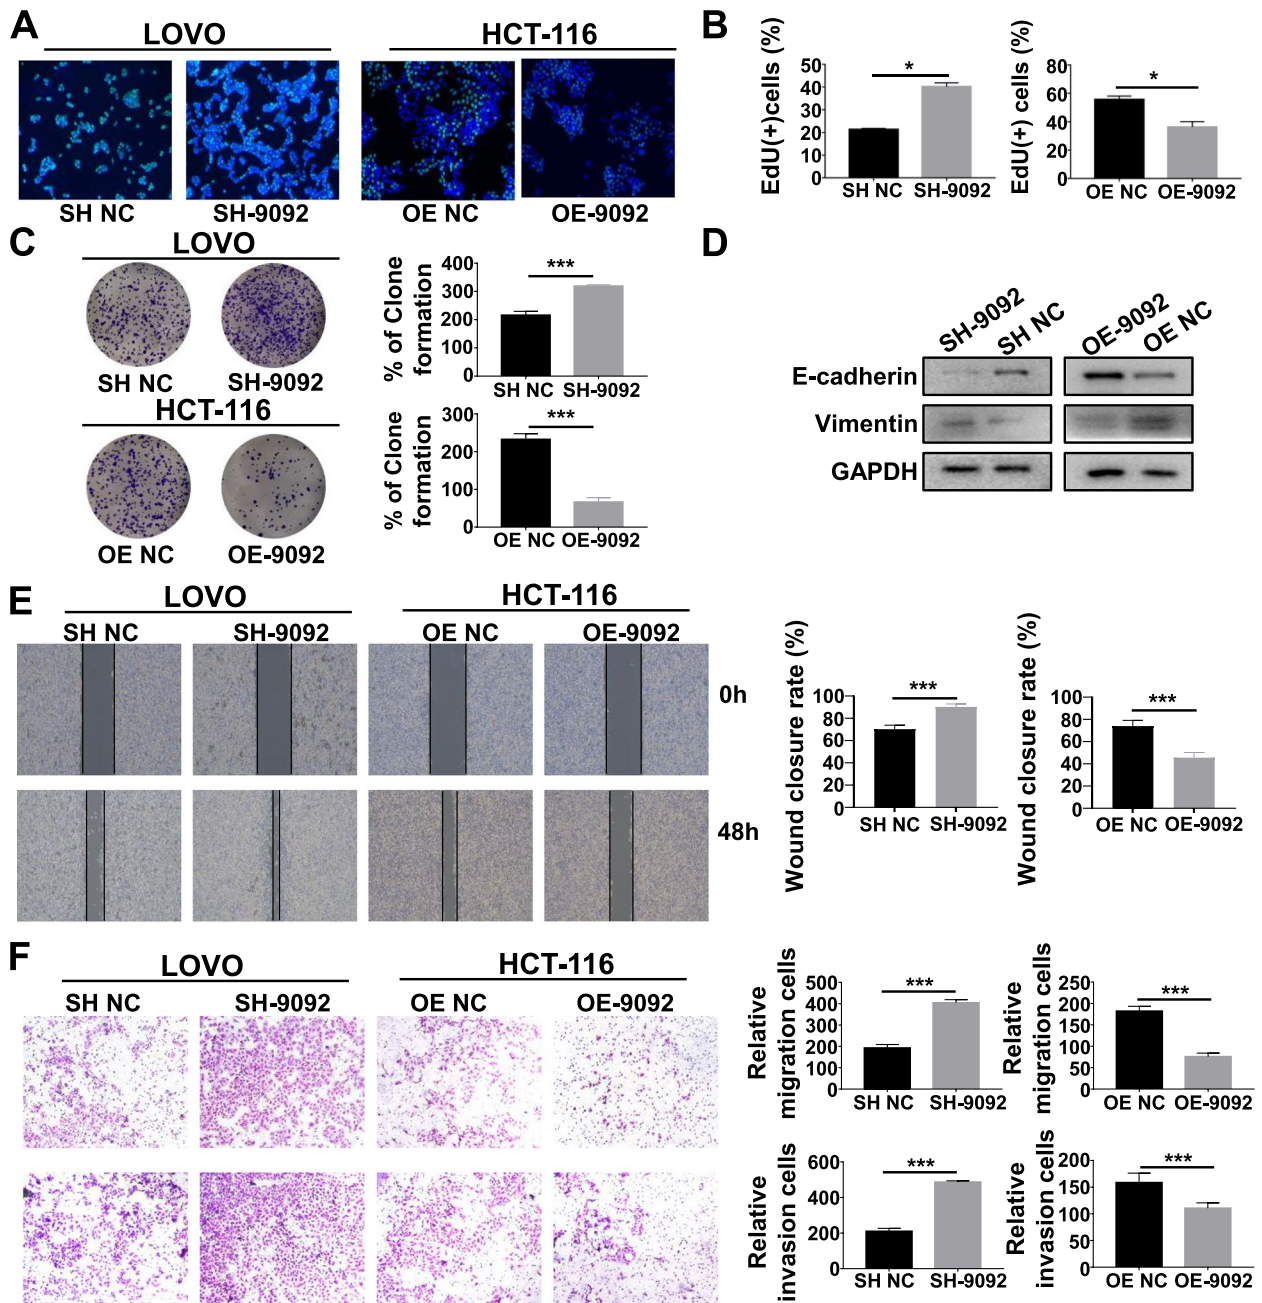 A
LOVO
HCT-116
SH NC
SH-9092
OE NC
OE-9092
B
EdU(+)cells (%)
50
40
30
20
10
0
SH NC
SH-9092
*
EdU(+) cells (%)
80
60
40
60
0
OE NC
OE-9092
*
C
LOVO
SH NC
SH-9092
HCT-116
OE NC
OE-9092
% of Clone
formation
400
300
200
100
0
SH NC
SH-9092
***
% of Clone
formation
300
200
100
0
OE NC
OE-9092
***
D
SH-9092
SH NC
OE-9092
OE NC
E-cadherin
Vimentin
GAPDH
E
LOVO
HCT-116
SH NC
SH-9092
OE NC
OE-9092
0h
48h
Wound closure rate (%)
100
80
60
40
20
0
SH NC
SH-9092
***
Wound closure rate (%)
100
80
60
40
20
0
OE NC
OE-9092
***
F
LOVO
HCT-116
SH NC
SH-9092
OE NC
OE-9092
Relative
migration cells
500
400
300
200
100
0
SH NC
SH-9092
***
Relative
migration cells
250
200
150
100
50
0
OE NC
OE-9092
***
Relative
invasion cells
600
400
200
0
SH NC
SH-9092
***
Relative
invasion cells
200
150
100
50
0
OE NC
OE-9092
***